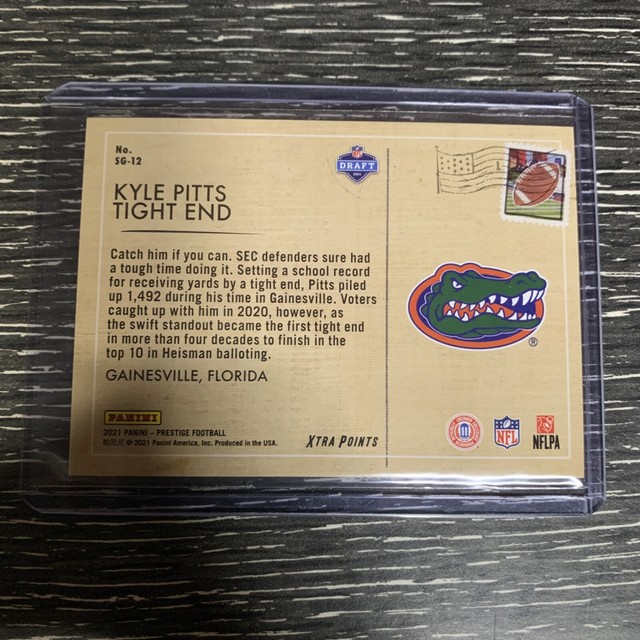 No.
SG-12
DRAFT
KYLE PITTS
TIGHT END
Catch him if you can. SEC defenders sure had
a tough time doing it. Setting a school record
for receiving yards by a tight end, Pitts piled
up 1,492 during his time in Gainesville. Voters
caught up with him in 2020, however, as
the swift standout became the first tight end
in more than four decades to finish in the
top 10 in Heisman balloting.
GAINESVILLE, FLORIDA
®
PANINI
2021 PANINI – PRESTIGE FOOTBALL
© 2021 Panini America, Inc. Produced in the USA.
XTRA POINTS
NFL
NFLPA